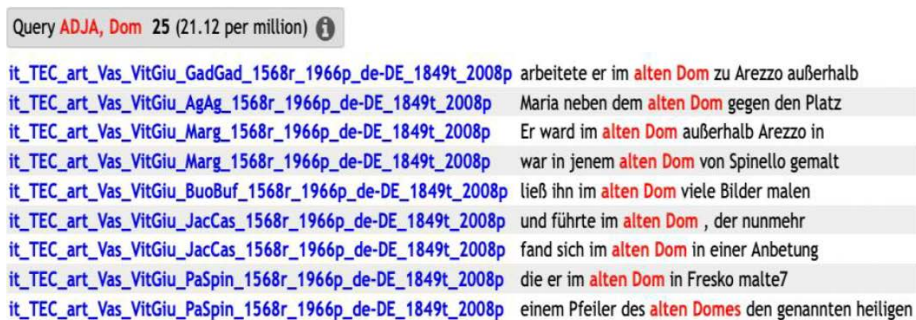 Query ADJA, Dom 25 (21.12 per million) i
it_TEC_art_Vas_VitGiu_GadGad_1568r_1966p_de-DE_1849t_2008p arbeitete er im alten Dom zu Arezzo außerhalb
it_TEC_art_Vas_VitGiu_AgAg_1568r_1966p_de-DE_1849t_2008p Maria neben dem alten Dom gegen den Platz
it_TEC_art_Vas_VitGiu_Marg_1568r_1966p_de-DE_1849t_2008p Er ward im alten Dom außerhalb Arezzo in
it_TEC_art_Vas_VitGiu_Marg_1568r_1966p_de-DE_1849t_2008p war in jenem alten Dom von Spinello gemalt
it_TEC_art_Vas_VitGiu_BuoBuf_1568r_1966p_de-DE_1849t_2008p ließ ihn im alten Dom viele Bilder malen
it_TEC_art_Vas_VitGiu_JacCas_1568r_1966p_de-DE_1849t_2008p und führte im alten Dom , der nunmehr
it_TEC_art_Vas_VitGiu_JacCas_1568r_1966p_de-DE_1849t_2008p fand sich im alten Dom in einer Anbetung
it_TEC_art_Vas_VitGiu_PaSpin_1568r_1966p_de-DE_1849t_2008p die er im alten Dom in Fresko malte7
it_TEC_art_Vas_VitGiu_PaSpin_1568r_1966p_de-DE_1849t_2008p einem Pfeiler des alten Domes den genannten heiligen